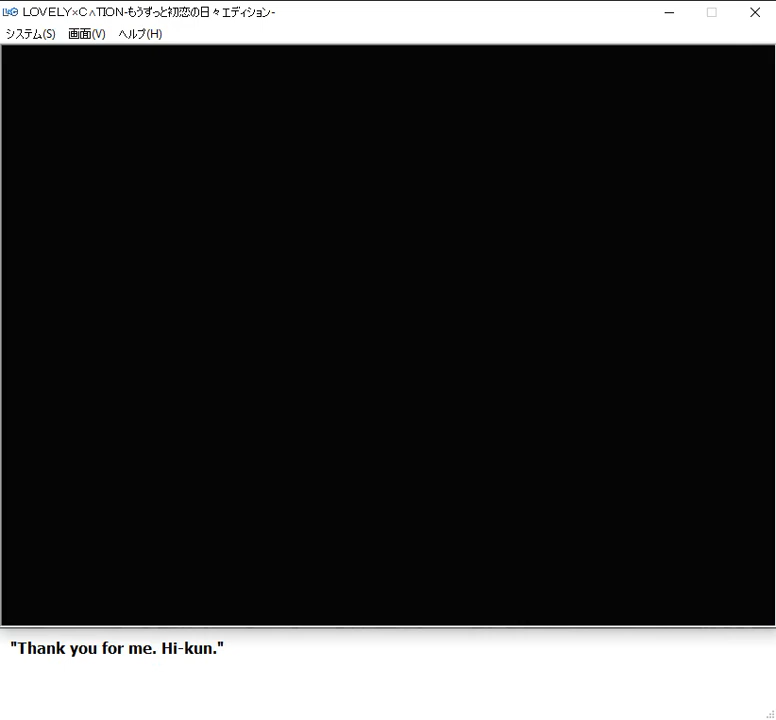 LOVELY×C∧TION-もうずっと初恋の日々エディション-
システム(S) 画面(V) ヘルプ(H)
"Thank you for me. Hi-kun."